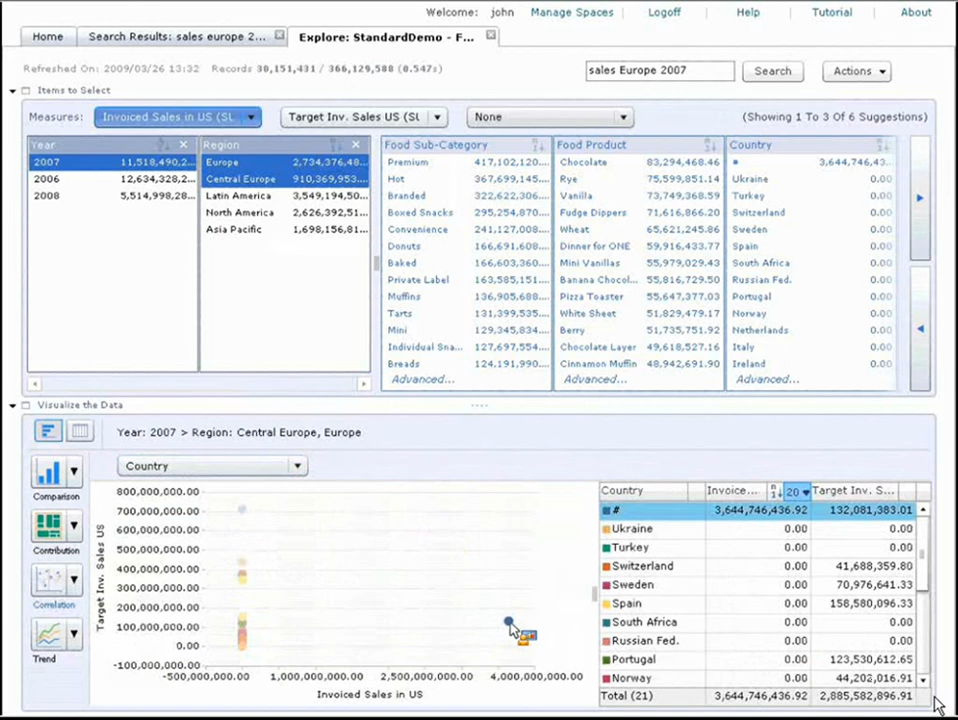 Welcome: john Manage Spaces Logoff Help Tutorial About
Home Search Results: sales europe 2... Explore: StandardDemo - F...
Refreshed On: 2009/03/26 13:32 Records 30,151,431 / 366,129,588 (0.547s) sales Europe 2007 Search Actions
Items to Select
Measures: Invoiced Sales in US (SL Target Inv. Sales US (SL None (Showing 1 To 3 Of 6 Suggestions)
Year Region Food Sub-Category Food Product Country
2007 11,518,490,2... Europe 2,734,376,48... Premium 417,102,120... Chocolate 83,294,468.46 # 3,644,746,43...
2006 12,634,328,2... Central Europe 910,369,953... Hot 367,699,145... Rye 75,599,851.14 Ukraine 0.00
2008 5,514,998,28... Latin America 3,549,194,50... Branded 322,622,306... Vanilla 73,749,368.59 Turkey 0.00
North America 2,626,392,51... Boxed Snacks 295,254,870... Fudge Dippers 71,616,866.20 Switzerland 0.00
Asia Pacific 1,698,156,81... Convenience 241,127,008... Wheat 65,621,245.86 Sweden 0.00
Donuts 166,691,608... Dinner for ONE 59,916,433.77 Spain 0.00
Baked 166,603,360... Mini Vanillas 55,979,029.43 South Africa 0.00
Private Label 163,585,151... Banana Chocol... 55,816,729.50 Russian Fed. 0.00
Muffins 136,905,688... Pizza Toaster 55,647,377.03 Portugal 0.00
Tarts 131,399,535... White Sheet 51,829,479.17 Norway 0.00
Mini 129,345,834... Berry 51,735,751.92 Netherlands 0.00
Individual Sna... 127,697,554... Chocolate Layer 49,618,527.16 Italy 0.00
Breads 124,191,990... Cinnamon Muffin 48,942,691.90 Ireland 0.00
Advanced... Advanced... Advanced...
Visualize the Data
Year: 2007 > Region: Central Europe, Europe
Country
Comparison
Contribution
Correlation
Trend
Target Inv. Sales US
800,000,000.00
700,000,000.00
600,000,000.00
500,000,000.00
400,000,000.00
300,000,000.00
200,000,000.00
100,000,000.00
0.00
-100,000,000.00
-500,000,000.00 1,000,000,000.00 2,500,000,000.00 4,000,000,000.00
Invoiced Sales in US
Country Invoice... 20 Target Inv. S...
# 3,644,746,436.92 132,081,383.01
Ukraine 0.00 0.00
Turkey 0.00 0.00
Switzerland 0.00 41,688,359.80
Sweden 0.00 70,976,641.33
Spain 0.00 158,580,096.33
South Africa 0.00 0.00
Russian Fed. 0.00 0.00
Portugal 0.00 123,530,612.65
Norway 0.00 44,202,016.91
Total (21) 3,644,746,436.92 2,885,582,896.91